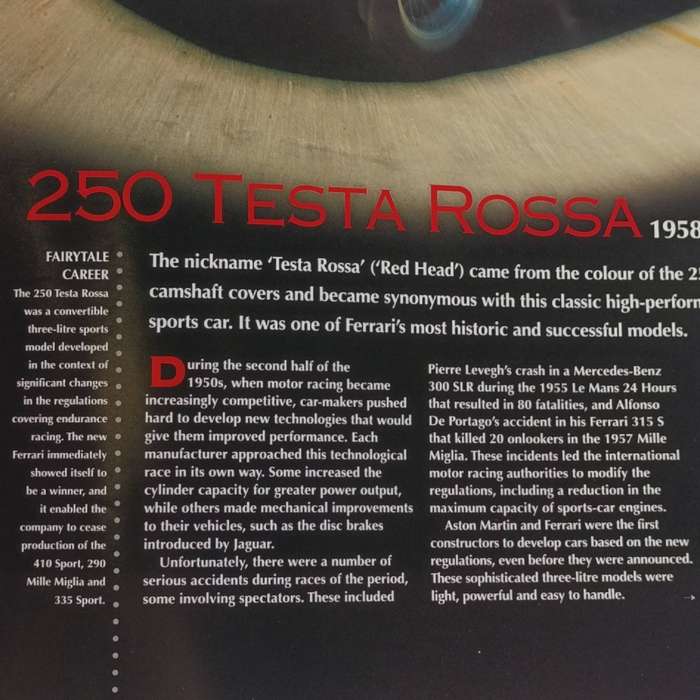 250 TESTA ROSSA 1958
FAIRYTALE
CAREER
The 250 Testa Rossa
was a convertible
three-litre sports
model developed
in the context of
significant changes
in the regulations
covering endurance
racing. The new
Ferrari immediately
showed itself to
be a winner, and
it enabled the
company to cease
production of the
410 Sport, 290
Mille Miglia and
335 Sport.
The nickname ‘Testa Rossa’ (‘Red Head’) came from the colour of the
camshaft covers and became synonymous with this classic
sports car. It was one of Ferrari’s most historic and successful models.
During the second half of the
1950s, when motor racing became
increasingly competitive, car-makers pushed
hard to develop new technologies that would
give them improved performance. Each
manufacturer approached this technological
race in its own way. Some increased the
cylinder capacity for greater power output,
while others made mechanical improvements
to their vehicles, such as the disc brakes
introduced by Jaguar.
Unfortunately, there were a number of
serious accidents during races of the period,
some involving spectators. These included
Pierre Levegh’s crash in a Mercedes-Benz
300 SLR during the 1955 Le Mans 24 Hours
that resulted in 80 fatalities, and Alfonso
De Portago’s accident in his Ferrari 315 S
that killed 20 onlookers in the 1957 Mille
Miglia. These incidents led the international
motor racing authorities to modify the
regulations, including a reduction in the
maximum capacity of sports-car engines.
Aston Martin and Ferrari were the first
constructors to develop cars based on the new
regulations, even before they were announced.
These sophisticated three-litre models were
light, powerful and easy to handle.